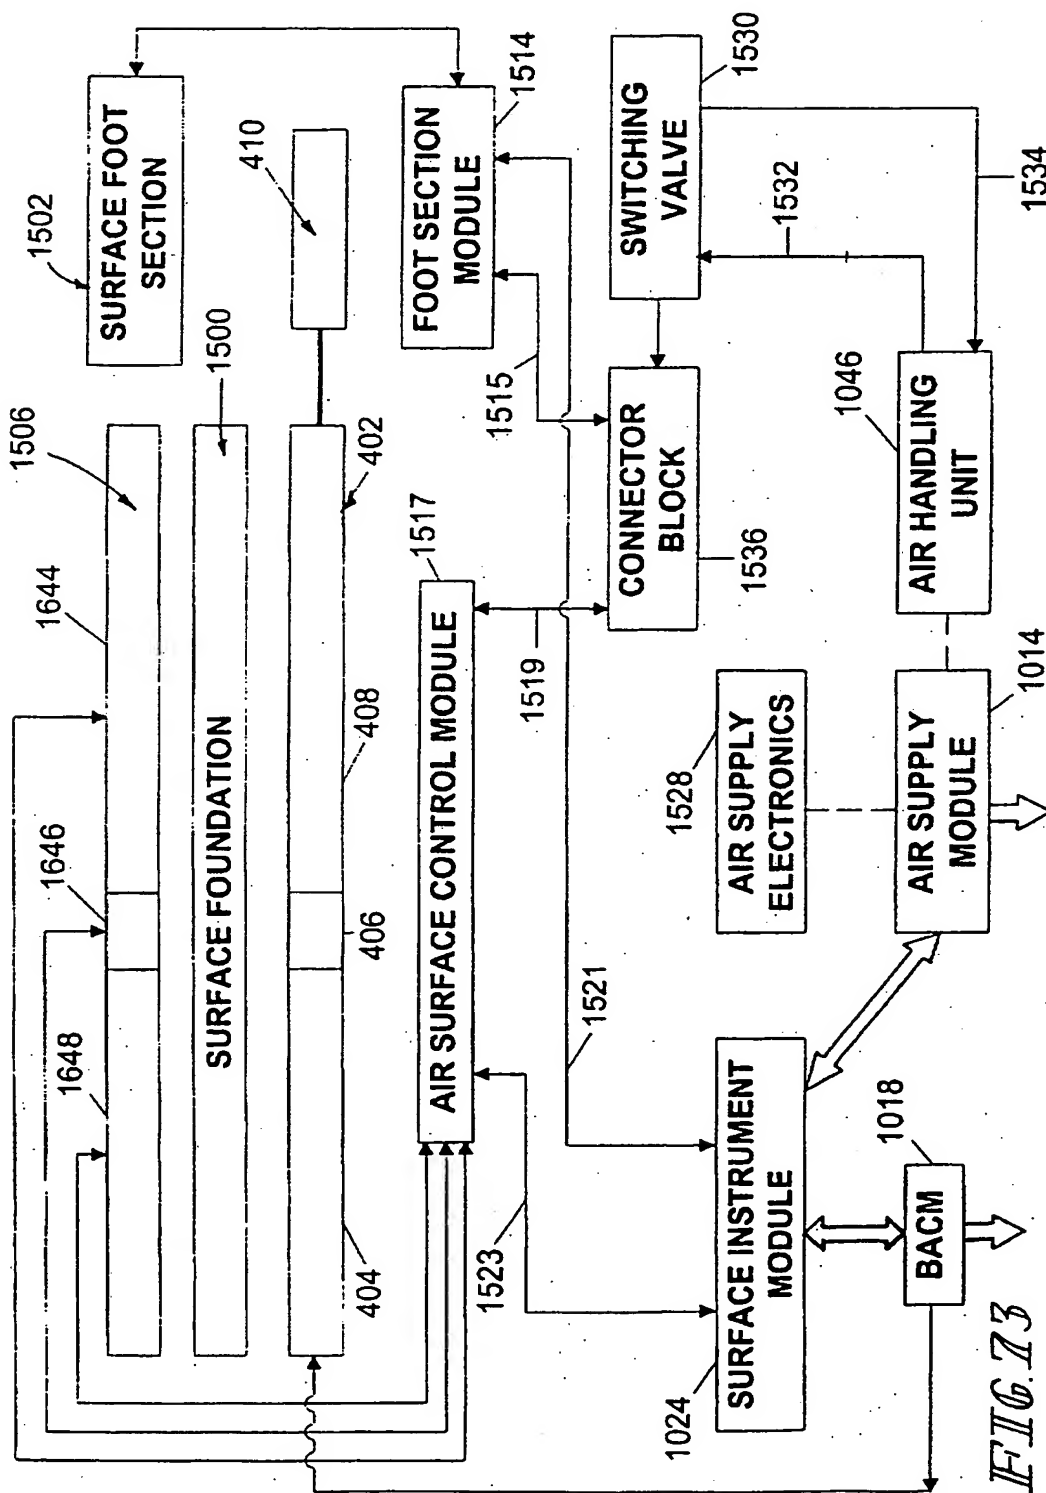 1502
SURFACE FOOT
SECTION
410
FOOT SECTION
MODULE
1514
SWITCHING
VALVE
1530
1532
1534
1506
1500
402
1515
1644
1517
CONNECTOR
BLOCK
1536
AIR HANDLING
UNIT
1046
1646
SURFACE FOUNDATION
408
406
AIR SURFACE CONTROL MODULE
1519
1528
AIR SUPPLY
ELECTRONICS
AIR SUPPLY
MODULE
1014
1648
404
1523
1521
1024
SURFACE INSTRUMENT
MODULE
1018
BACM
FIG. 73